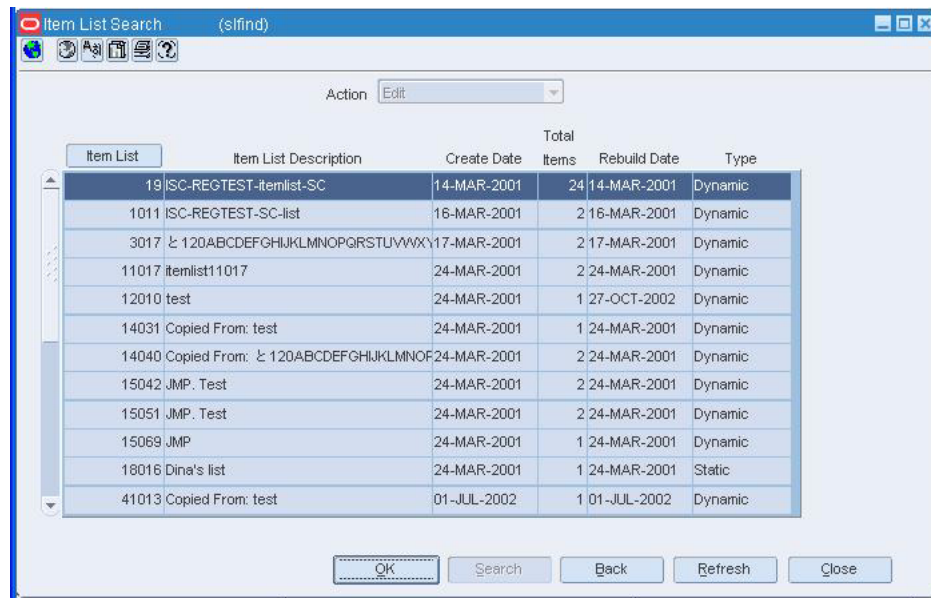 Item List Search (slfind)
Action Edit
Total
Item List Item List Description Create Date Items Rebuild Date Type
19 ISC-REGTEST-itemlist-SC 14-MAR-2001 24 14-MAR-2001 Dynamic
1011 ISC-REGTEST-SC-list 16-MAR-2001 2 16-MAR-2001 Dynamic
3017 と120ABCDEFGHIJKLMNOPQRSTUVWXY 17-MAR-2001 2 17-MAR-2001 Dynamic
11017 itemlist11017 24-MAR-2001 2 24-MAR-2001 Dynamic
12010 test 24-MAR-2001 1 27-OCT-2002 Dynamic
14031 Copied From: test 24-MAR-2001 1 24-MAR-2001 Dynamic
14040 Copied From: と120ABCDEFGHIJKLMNOP 24-MAR-2001 2 24-MAR-2001 Dynamic
15042 JMP. Test 24-MAR-2001 2 24-MAR-2001 Dynamic
15051 JMP. Test 24-MAR-2001 2 24-MAR-2001 Dynamic
15069 JMP 24-MAR-2001 1 24-MAR-2001 Dynamic
18016 Dina's list 24-MAR-2001 1 24-MAR-2001 Static
41013 Copied From: test 01-JUL-2002 1 01-JUL-2002 Dynamic
OK Search Back Refresh Close